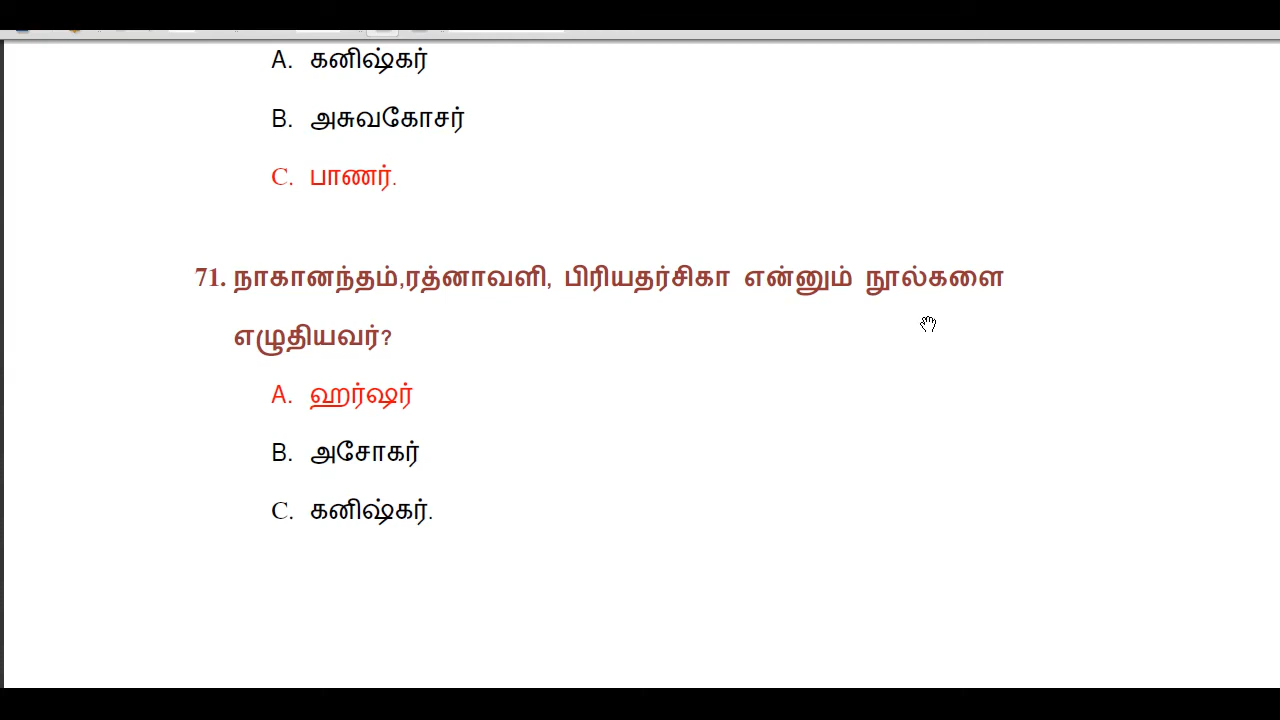 A. கனிஷ்கர்
B. அசுவகோசர்
C. பாணர்.
71. நாகானந்தம்,ரத்னாவளி, பிரியதர்சிகா என்னும் நூல்களை
எழுதியவர்?
A. ஹர்ஷர்
B. அசோகர்
C. கனிஷ்கர்.